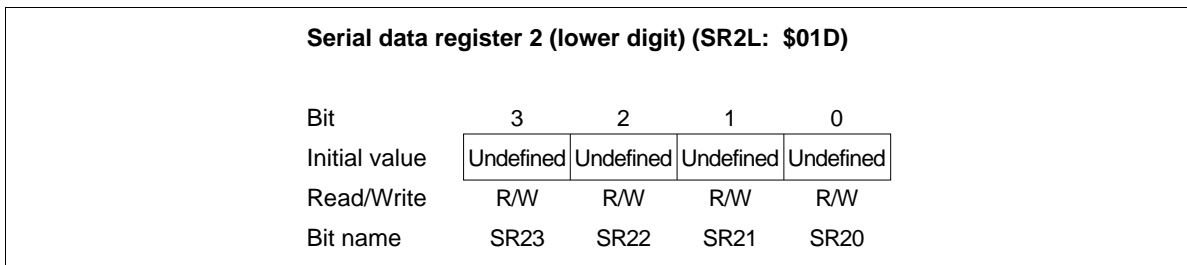 Serial data register 2 (lower digit) (SR2L: $01D)
Bit 3 2 1 0
Initial value Undefined Undefined Undefined Undefined
Read/Write R/W R/W R/W R/W
Bit name SR23 SR22 SR21 SR20